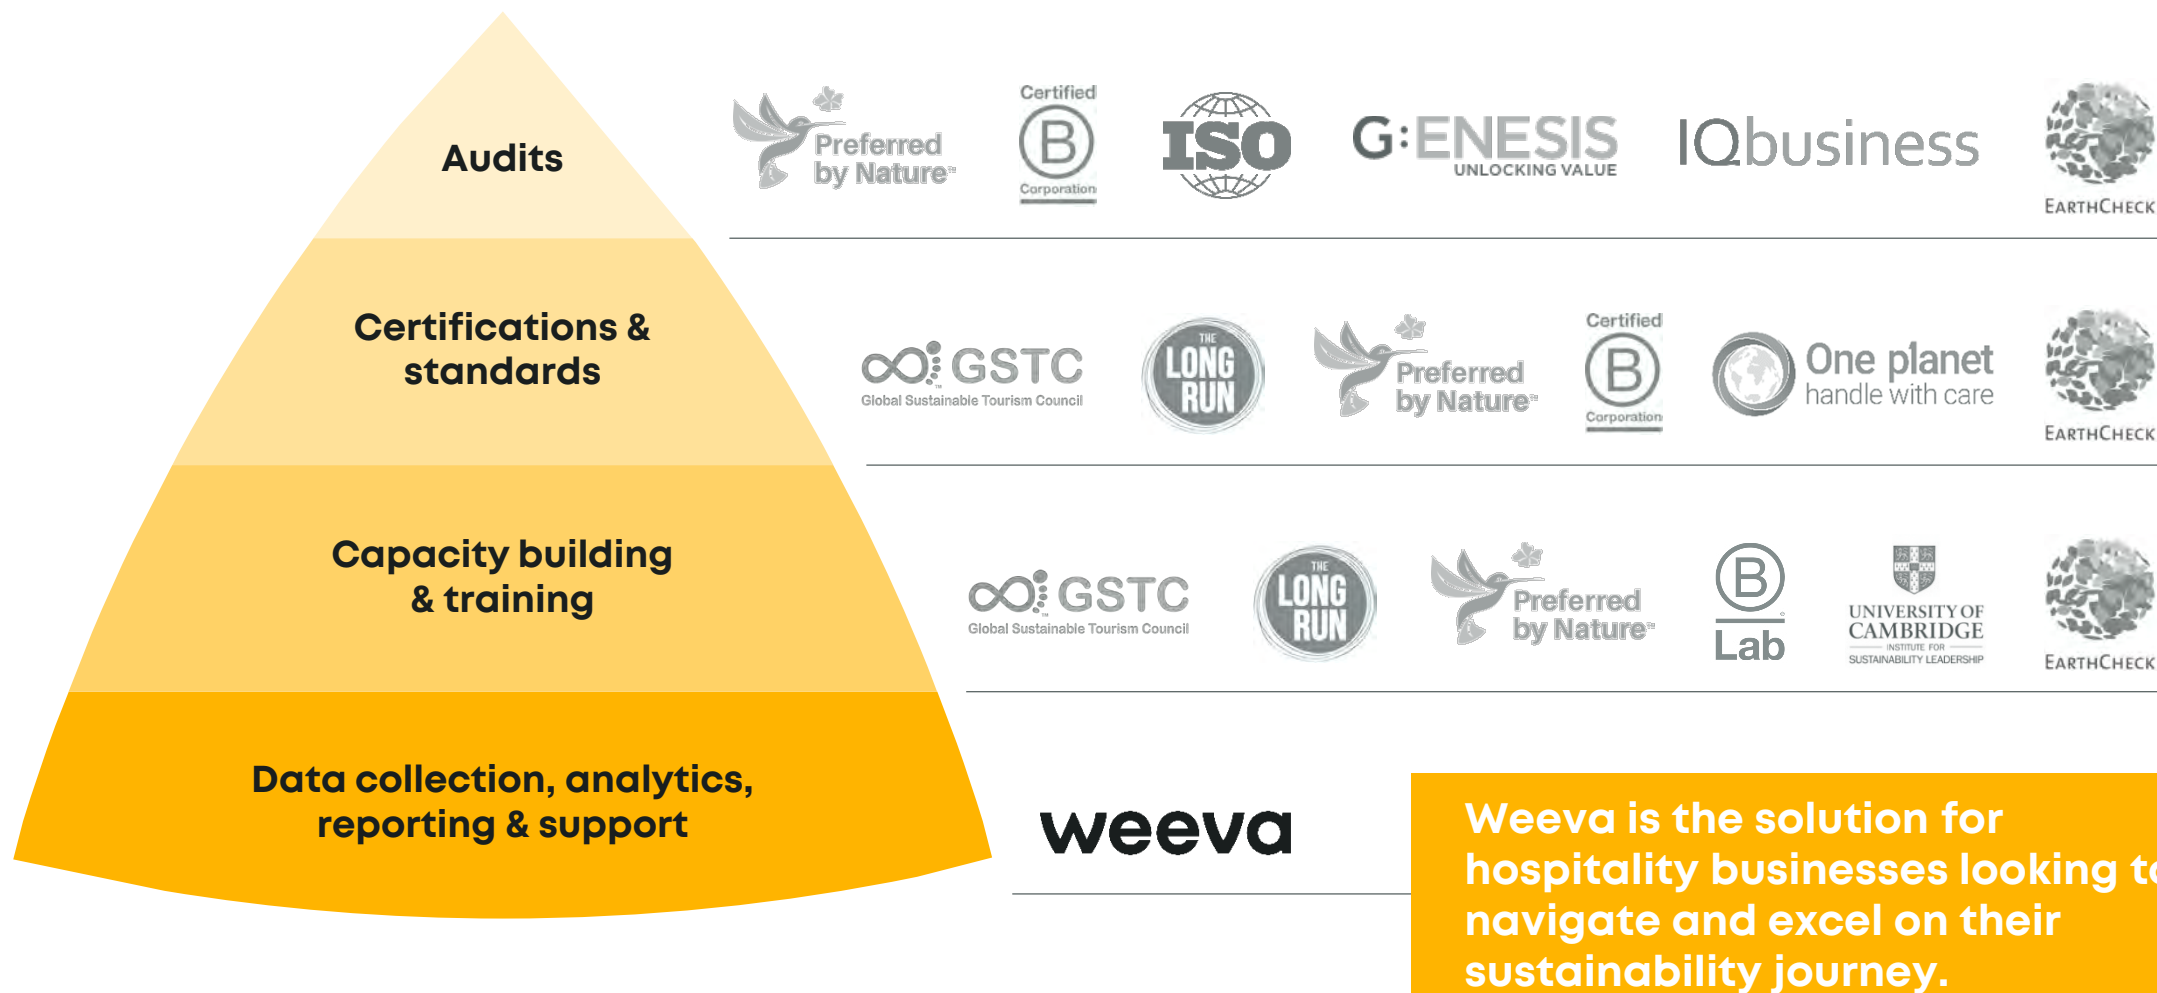 Audits
Preferred
by Nature™
Certified
B
Corporation
ISO
G:ENESIS
UNLOCKING VALUE
IQbusiness
EARTHCHECK
Certifications &
standards
GSTC
Global Sustainable Tourism Council
THE
LONG
RUN
Preferred
by Nature™
Certified
B
Corporation
One planet
handle with care
EARTHCHECK
Capacity building
& training
GSTC
Global Sustainable Tourism Council
THE
LONG
RUN
Preferred
by Nature™
B
Lab
UNIVERSITY OF
CAMBRIDGE
INSTITUTE FOR
SUSTAINABILITY LEADERSHIP
EARTHCHECK
Data collection, analytics,
reporting & support
weeva
Weeva is the solution for
hospitality businesses looking to
navigate and excel on their
sustainability journey.